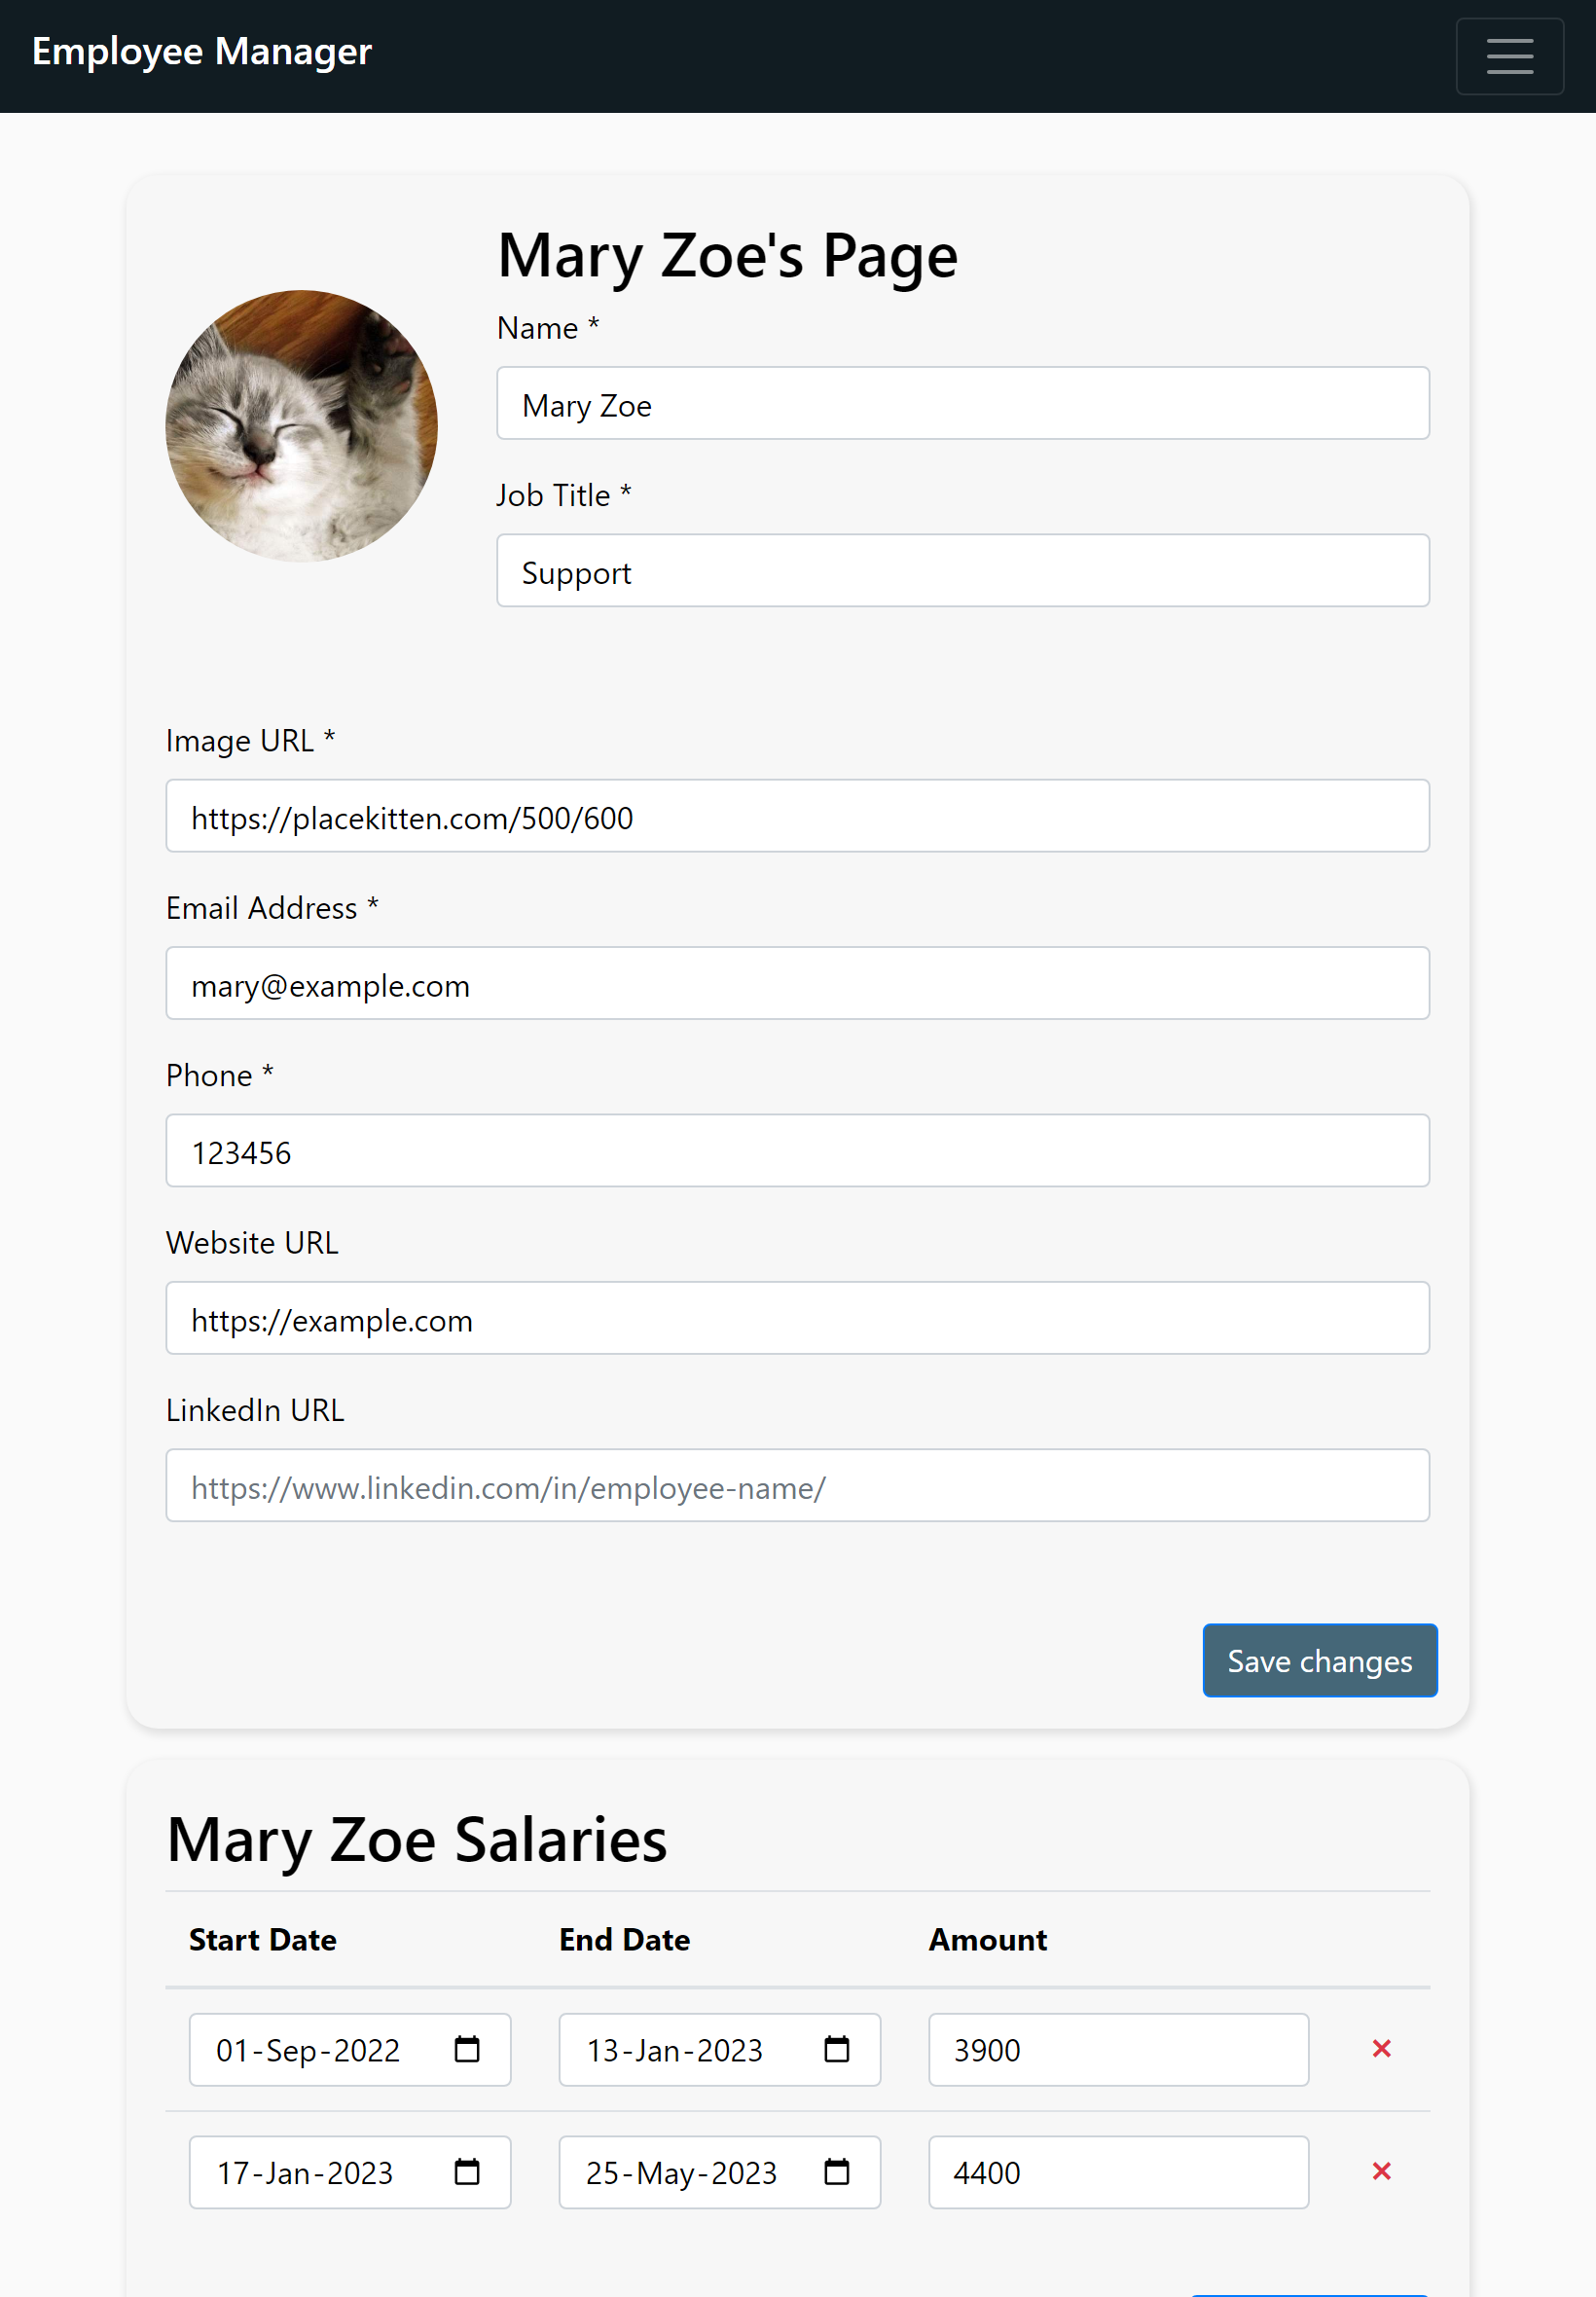 Employee Manager
Mary Zoe's Page
Name *
Mary Zoe
Job Title *
Support
Image URL *
https://placekitten.com/500/600
Email Address *
mary@example.com
Phone *
123456
Website URL
https://example.com
LinkedIn URL
https://www.linkedin.com/in/employee-name/
Save changes
Mary Zoe Salaries
Start Date End Date Amount
01-Sep-2022 13-Jan-2023 3900
17-Jan-2023 25-May-2023 4400